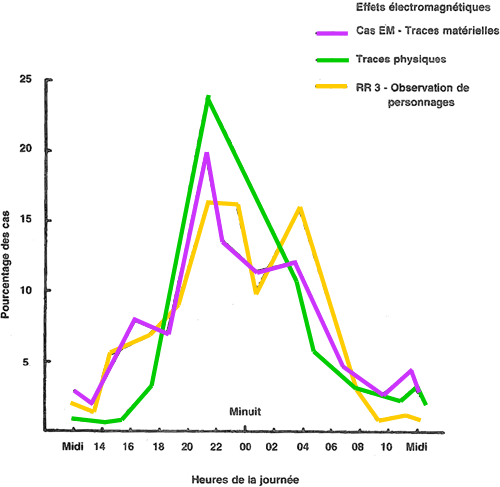 Effets électromagnétiques
Cas EM - Traces matérielles
Traces physiques
RR 3 - Observation de
personnages
Pourcentage des cas
25
20
15
10
5
Minuit
Midi 14 16 18 20 22 00 02 04 06 08 10 Midi
Heures de la journée